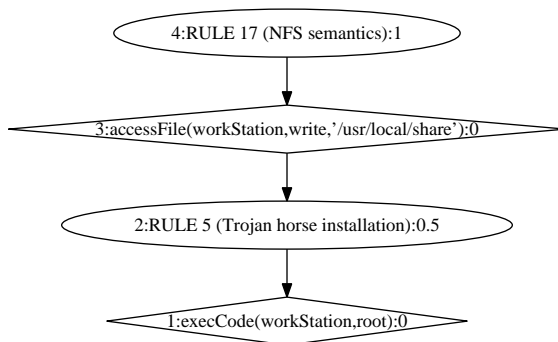 4:RULE 17 (NFS semantics):1
3:accessFile(workStation,write,’/usr/local/share’):0
2:RULE 5 (Trojan horse installation):0.5
1:execCode(workStation,root):0